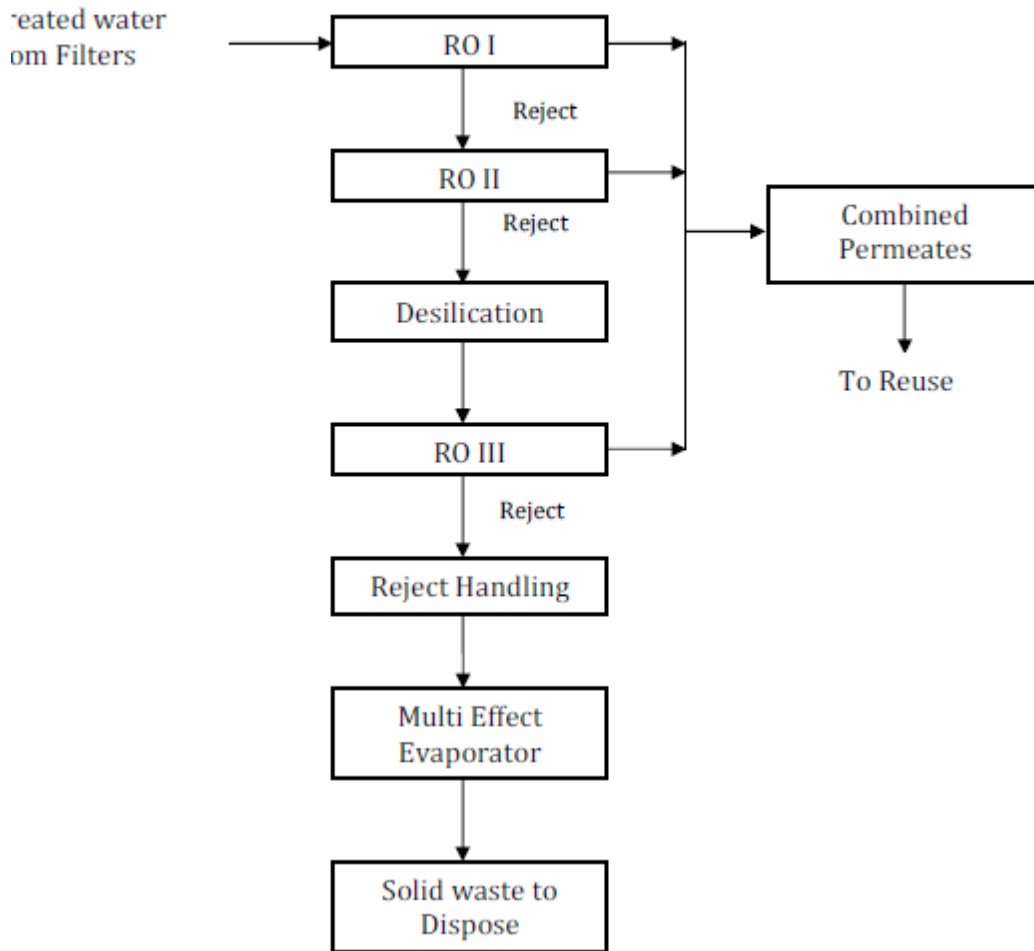 reated water
om Filters
RO I
Reject
RO II
Reject
Desilication
RO III
Reject
Reject Handling
Multi Effect
Evaporator
Solid waste to
Dispose
Combined
Permeates
To Reuse